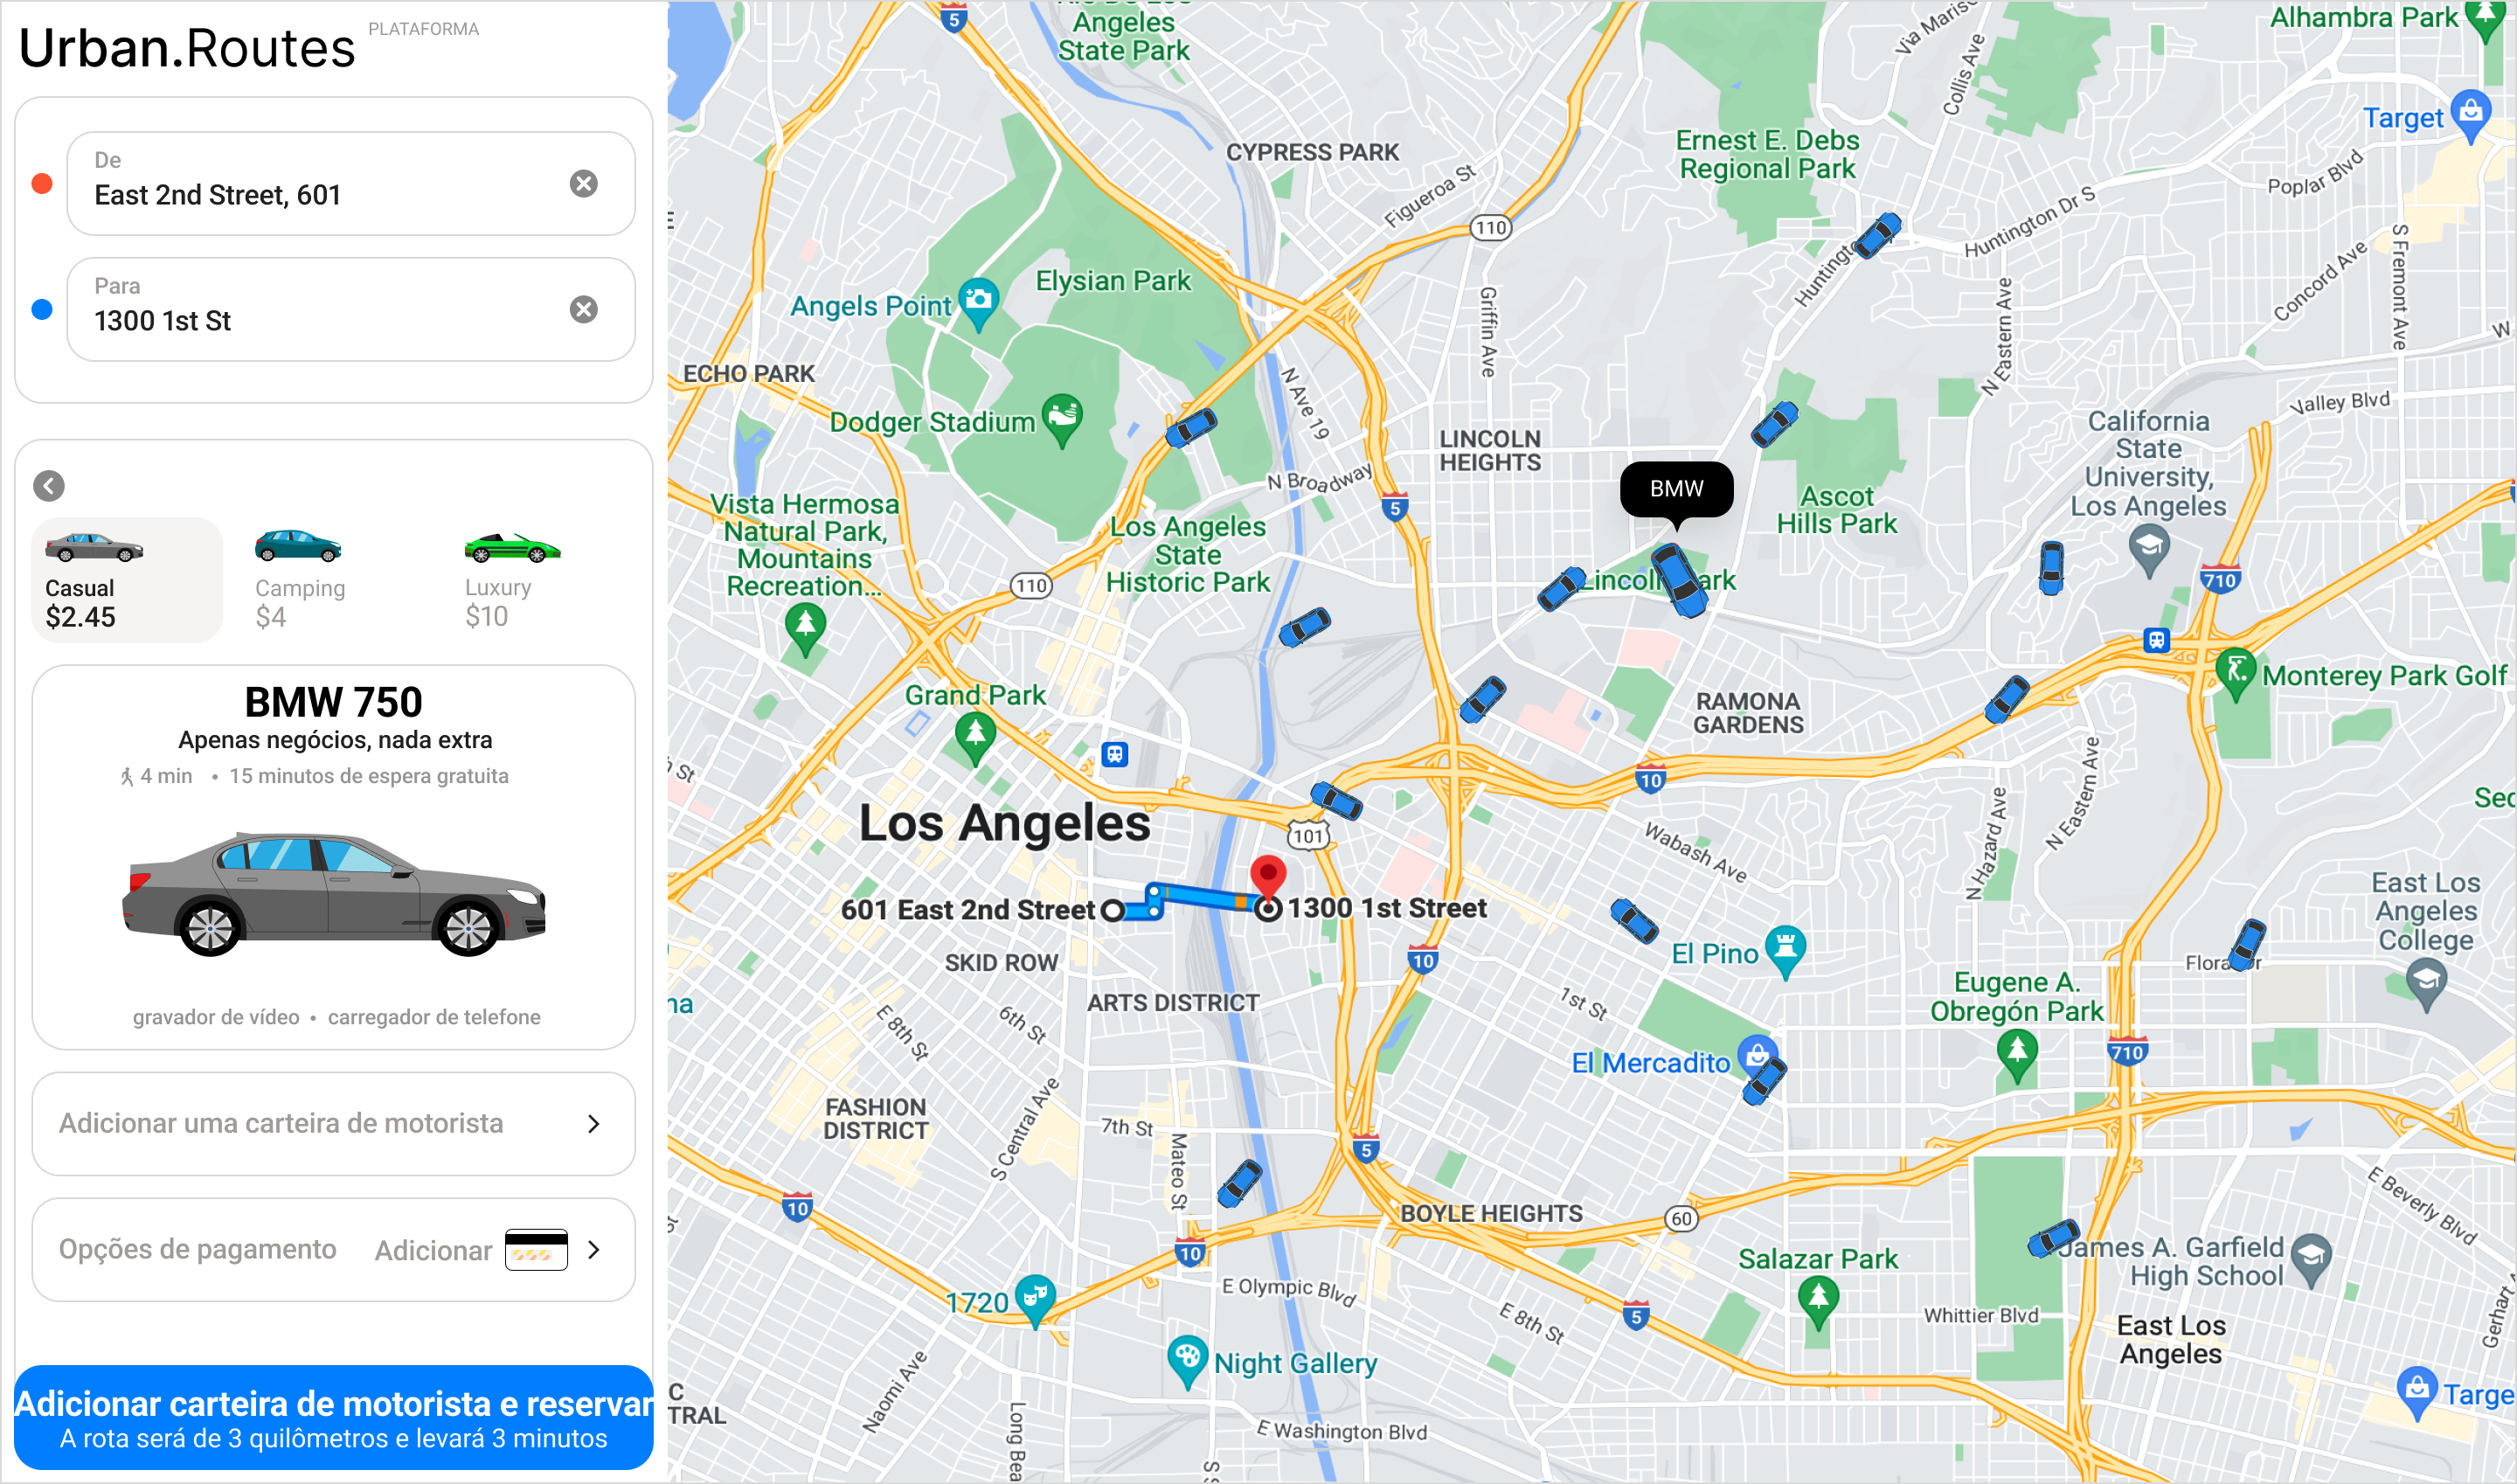 Urban.Routes
PLATAFORMA
De
East 2nd Street, 601
Para
1300 1st St
Casual
$2.45
Camping
$4
Luxury
$10
BMW 750
Apenas negócios, nada extra
4 min • 15 minutos de espera gratuita
gravador de vídeo • carregador de telefone
Adicionar uma carteira de motorista
Opções de pagamento
Adicionar
Adicionar carteira de motorista e reservar
A rota será de 3 quilômetros e levará 3 minutos
5
Angeles
State Park
Via Mariso
Collis Ave
Alhambra Park
Target
CYPRESS PARK
Figueroa St
Ernest E. Debs
Regional Park
Poplar Blvd
110
Huntington Dr S
Huntingto
S Fremont Ave
Concord Ave
Elysian Park
Angels Point
Griffin Ave
N Eastern Ave
W
ECHO PARK
N Ave 19
Valley Blvd
Dodger Stadium
LINCOLN
HEIGHTS
California
State
University,
Los Angeles
N Broadway
BMW
Ascot
Hills Park
Vista Hermosa
Natural Park,
Mountains
Recreation...
5
Los Angeles
State
Historic Park
110
Lincoln Park
710
Grand Park
RAMONA
GARDENS
Monterey Park Golf
h St
10
Los Angeles
101
Sec
Wabash Ave
N Hazard Ave
N Eastern Ave
601 East 2nd Street
1300 1st Street
East Los
Angeles
College
SKID ROW
10
El Pino
Flora Dr
ARTS DISTRICT
na
E 8th St
6th St
1st St
Eugene A.
Obregón Park
El Mercadito
710
FASHION
DISTRICT
S Central Ave
7th St
Mateo St
5
10
BOYLE HEIGHTS
60
E Beverly Blvd
10
Salazar Park
James A. Garfield
High School
1720
E Olympic Blvd
E 8th St
5
Whittier Blvd
East Los
Angeles
Gerhart
Night Gallery
Naomi Ave
C
TRAL
Long Bea
E Washington Blvd
S S
Targe